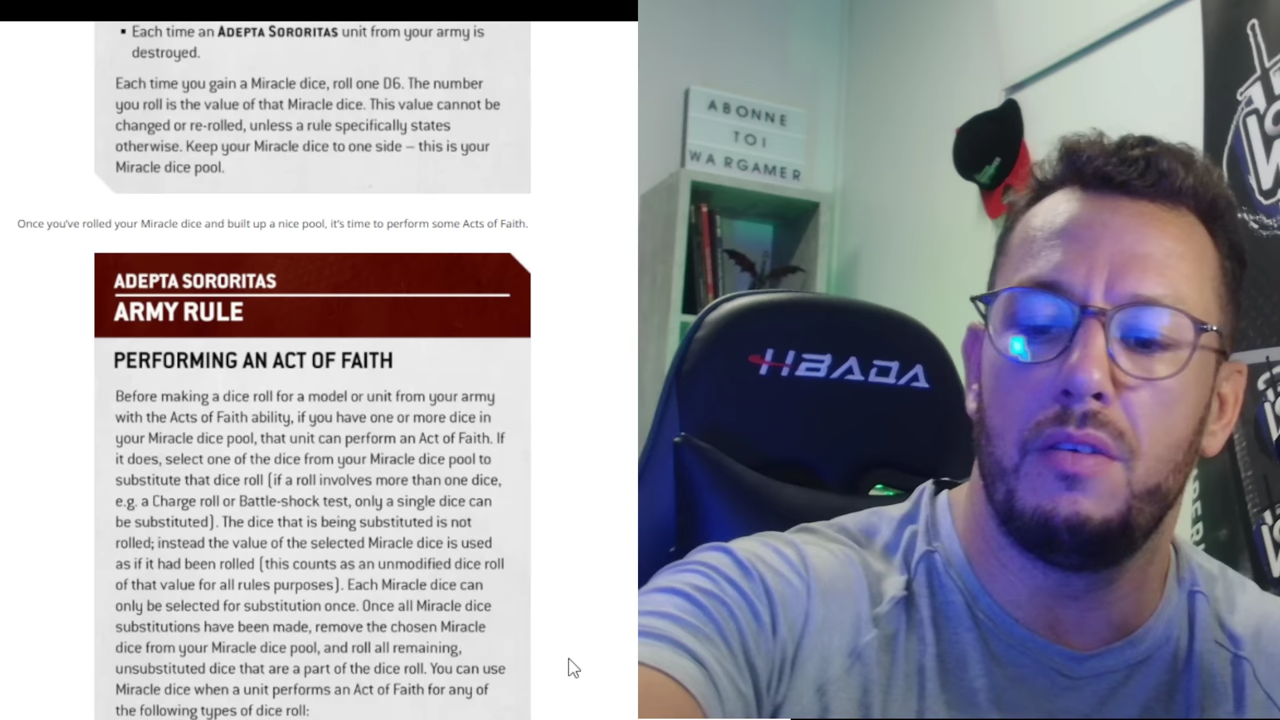 ▪ Each time an ADEPTA SORORITAS unit from your army is
destroyed.
Each time you gain a Miracle dice, roll one D6. The number
you roll is the value of that Miracle dice. This value cannot be
changed or re-rolled, unless a rule specifically states
otherwise. Keep your Miracle dice to one side – this is your
Miracle dice pool.
Once you've rolled your Miracle dice and built up a nice pool, it's time to perform some Acts of Faith.
ADEPTA SORORITAS
ARMY RULE
PERFORMING AN ACT OF FAITH
Before making a dice roll for a model or unit from your army
with the Acts of Faith ability, if you have one or more dice in
your Miracle dice pool, that unit can perform an Act of Faith. If
it does, select one of the dice from your Miracle dice pool to
substitute that dice roll (if a roll involves more than one dice,
e.g. a Charge roll or Battle-shock test, only a single dice can
be substituted). The dice that is being substituted is not
rolled; instead the value of the selected Miracle dice is used
as if it had been rolled (this counts as an unmodified dice roll
of that value for all rules purposes). Each Miracle dice can
only be selected for substitution once. Once all Miracle dice
substitutions have been made, remove the chosen Miracle
dice from your Miracle dice pool, and roll all remaining,
unsubstituted dice that are a part of the dice roll. You can use
Miracle dice when a unit performs an Act of Faith for any of
the following types of dice roll:
ABONNE
TOI
WARGAMER
HBADA